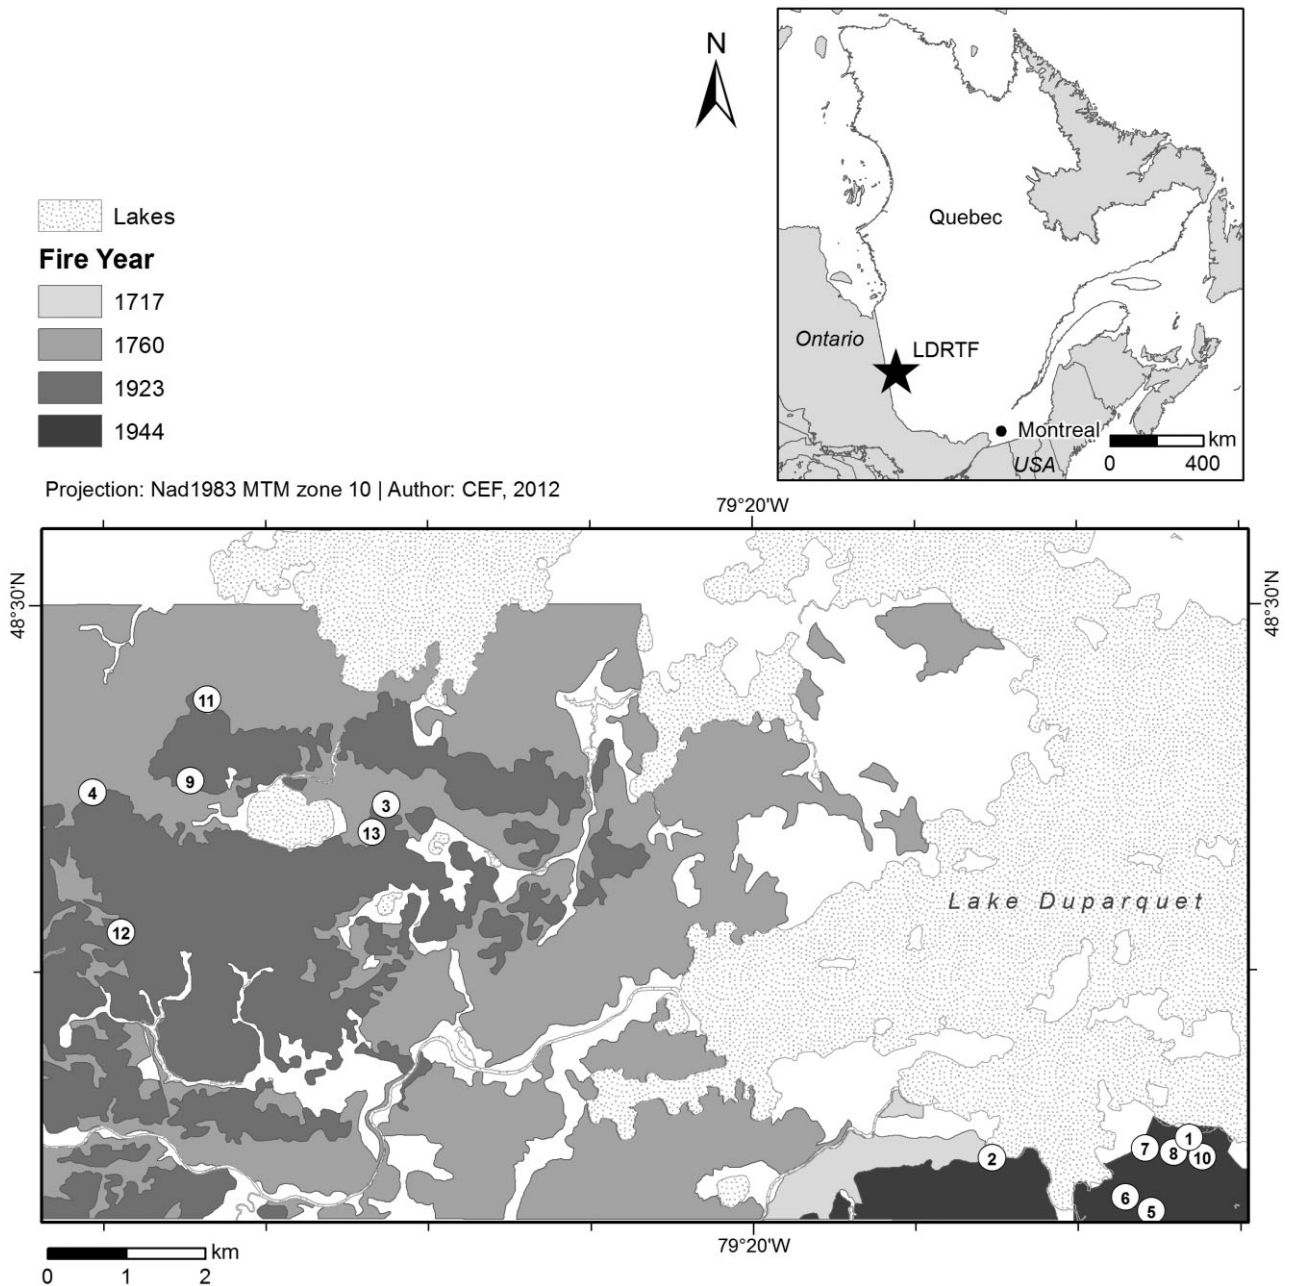 N
Quebec
Ontario
LDRTF
Montreal
USA
km
0 400
Lakes
Fire Year
1717
1760
1923
1944
Projection: Nad1983 MTM zone 10 | Author: CEF, 2012
79°20'W
48°30'N
48°30'N
11
9
4
3
13
Lake Duparquet
12
1
7
8
10
2
6
5
79°20'W
km
0 1 2